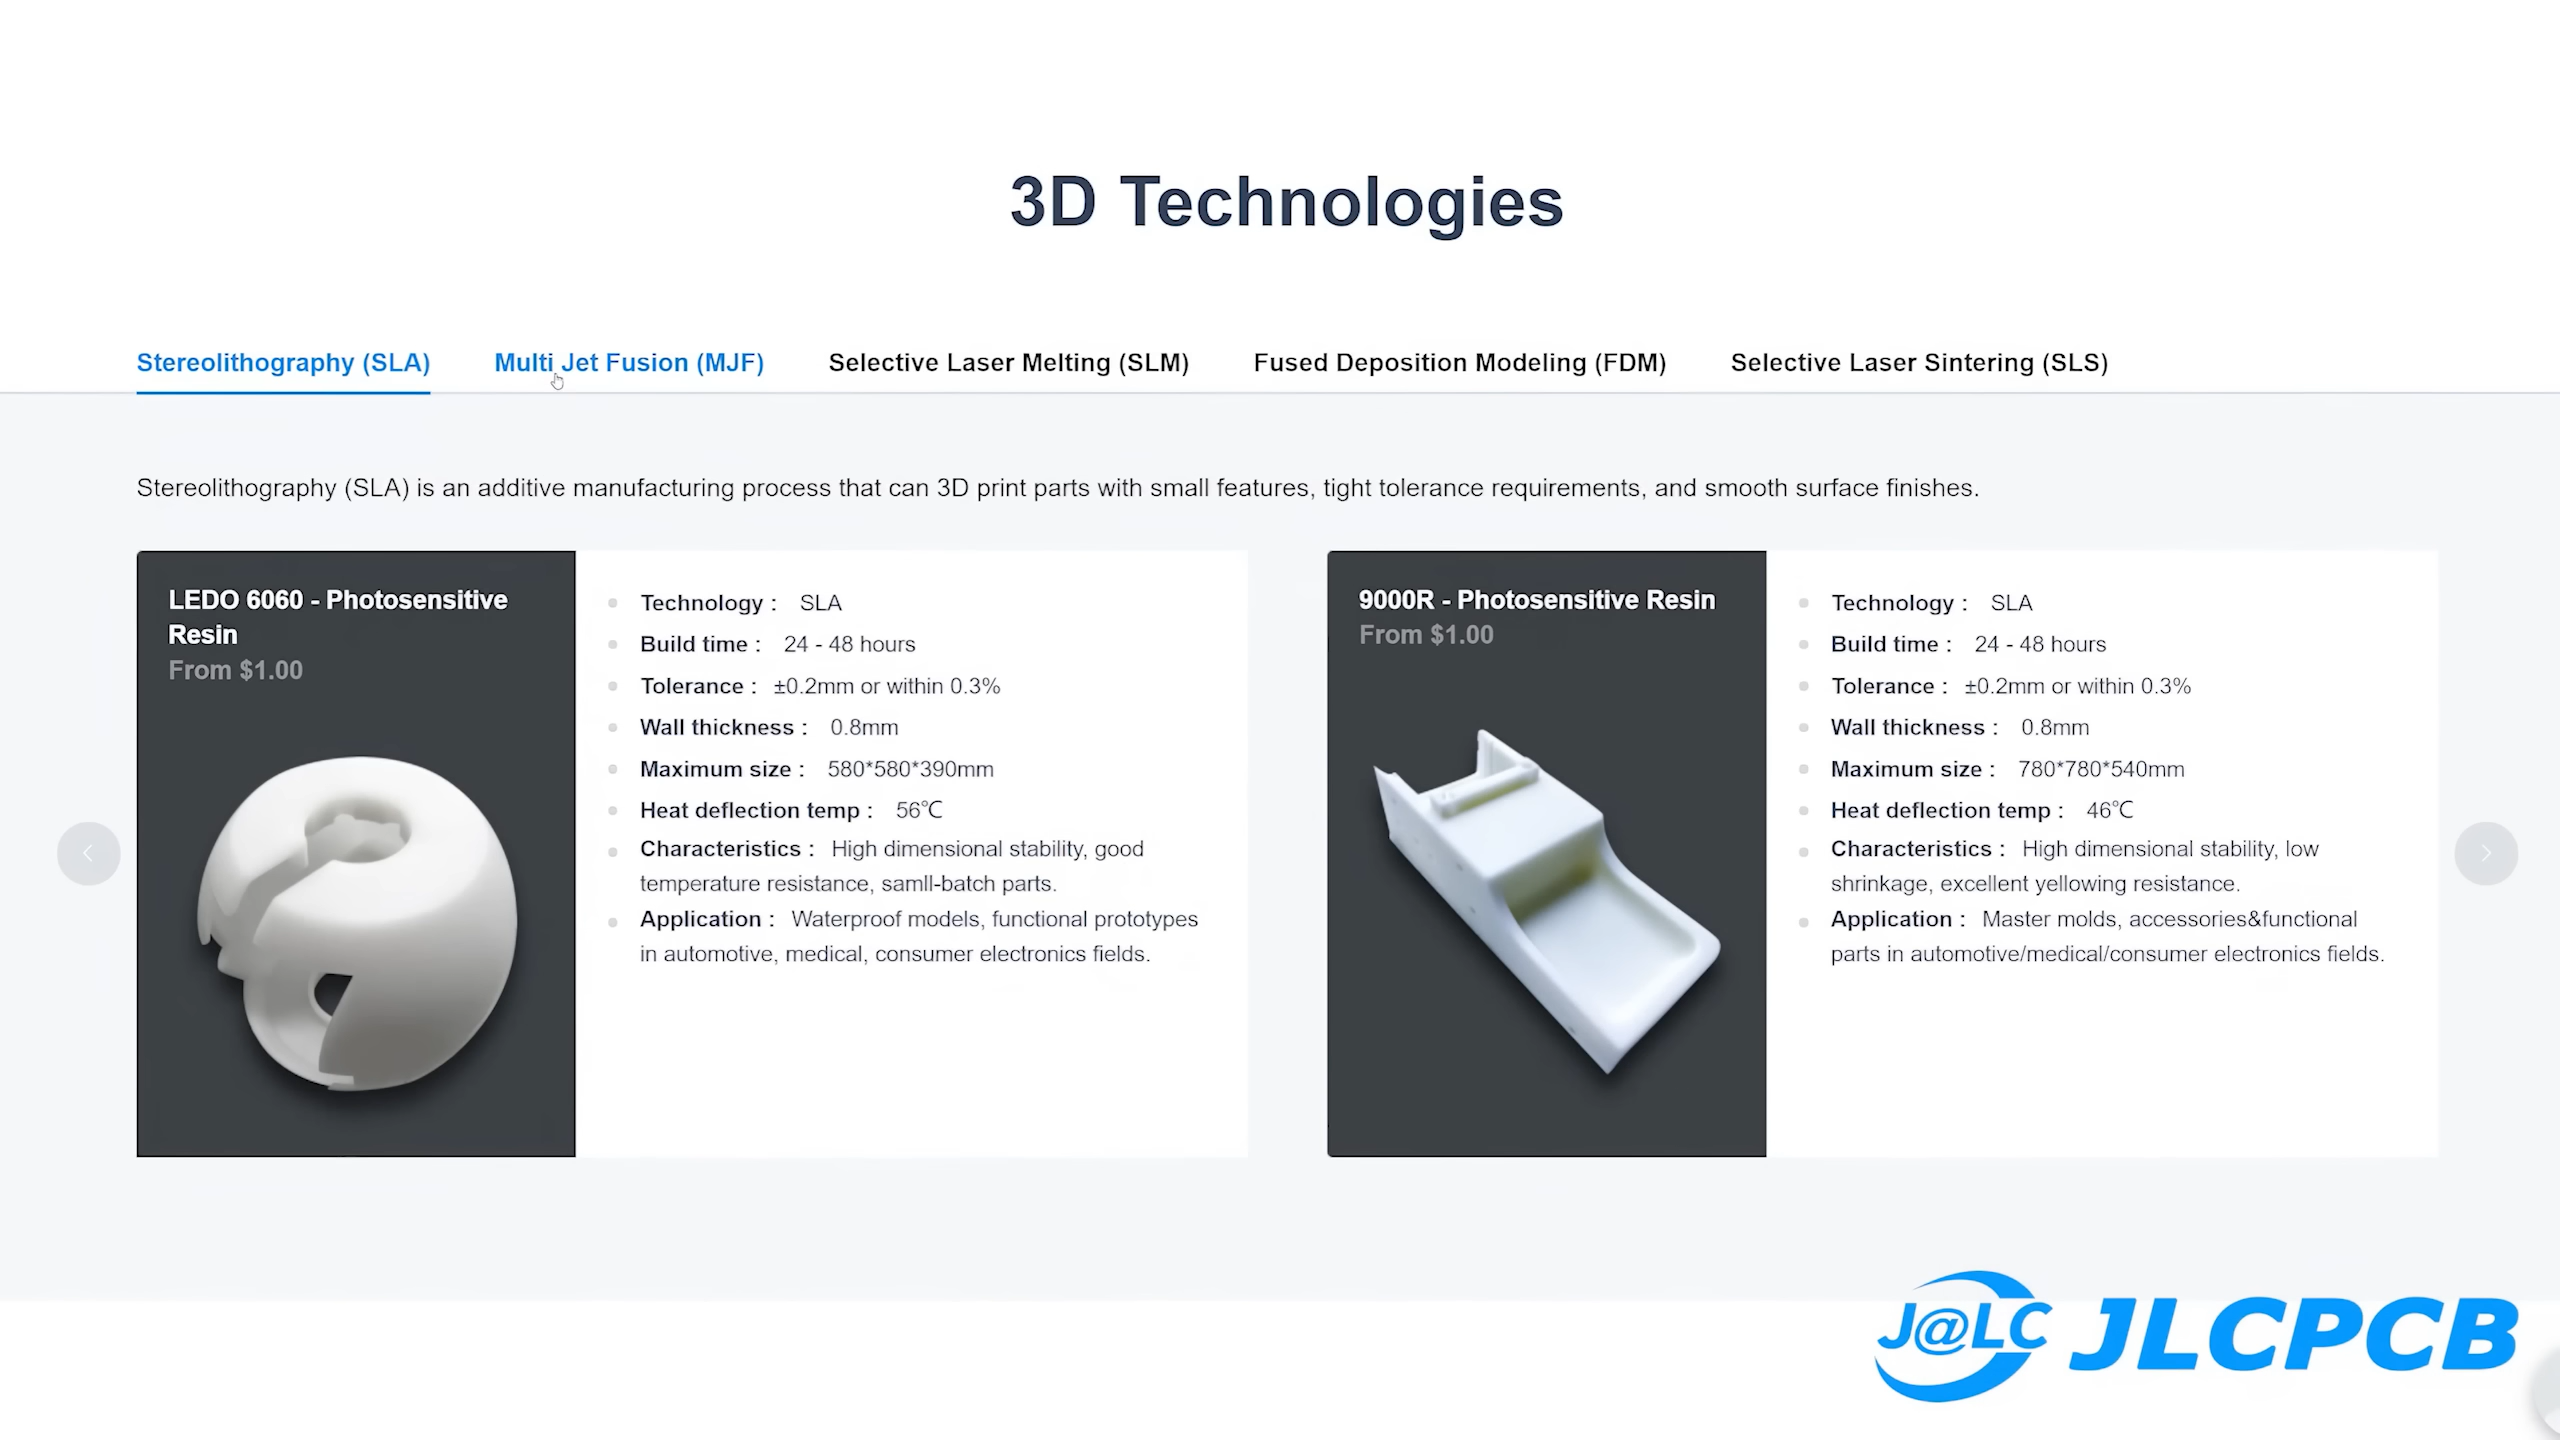 3D Technologies
Stereolithography (SLA)
Multi Jet Fusion (MJF)
Selective Laser Melting (SLM)
Fused Deposition Modeling (FDM)
Selective Laser Sintering (SLS)
Stereolithography (SLA) is an additive manufacturing process that can 3D print parts with small features, tight tolerance requirements, and smooth surface finishes.
LEDO 6060 - Photosensitive
Resin
From $1.00
Technology : SLA
Build time : 24 - 48 hours
Tolerance : ±0.2mm or within 0.3%
Wall thickness : 0.8mm
Maximum size : 580*580*390mm
Heat deflection temp : 56℃
Characteristics : High dimensional stability, good
temperature resistance, samll-batch parts.
Application : Waterproof models, functional prototypes
in automotive, medical, consumer electronics fields.
9000R - Photosensitive Resin
From $1.00
Technology : SLA
Build time : 24 - 48 hours
Tolerance : ±0.2mm or within 0.3%
Wall thickness : 0.8mm
Maximum size : 780*780*540mm
Heat deflection temp : 46℃
Characteristics : High dimensional stability, low
shrinkage, excellent yellowing resistance.
Application : Master molds, accessories&functional
parts in automotive/medical/consumer electronics fields.
J@LC JLCPCB